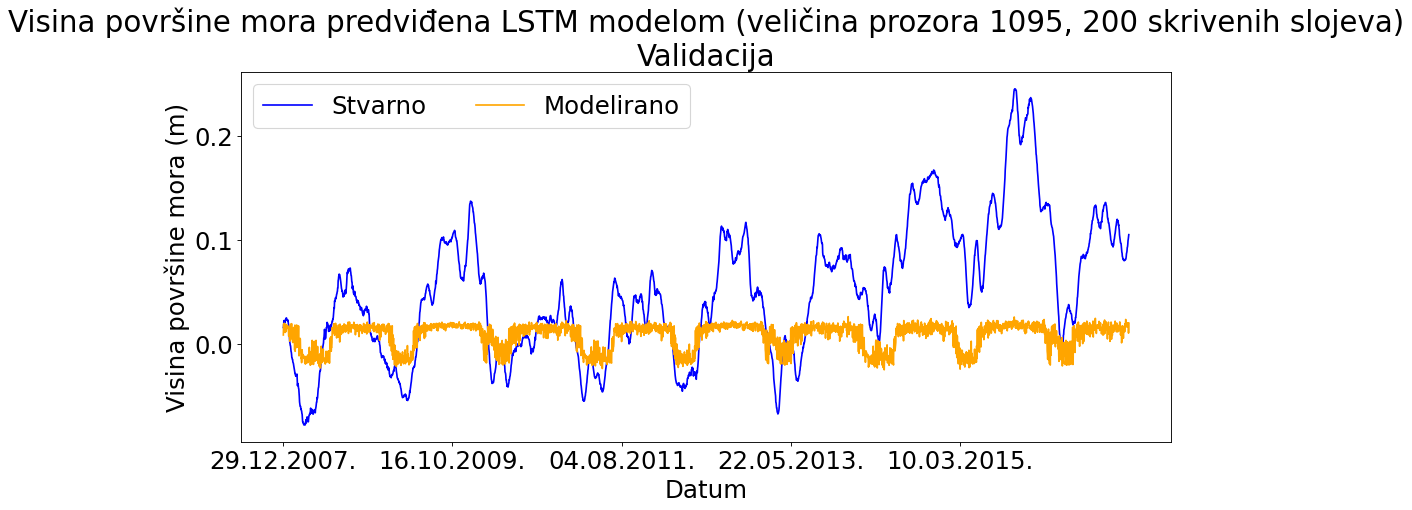 Visina površine mora predviđena LSTM modelom (veličina prozora 1095, 200 skrivenih slojeva)
Validacija
Stvarno
Modelirano
Visina površine mora (m)
0.2
0.1
0.0
29.12.2007.
16.10.2009.
04.08.2011.
22.05.2013.
10.03.2015.
Datum